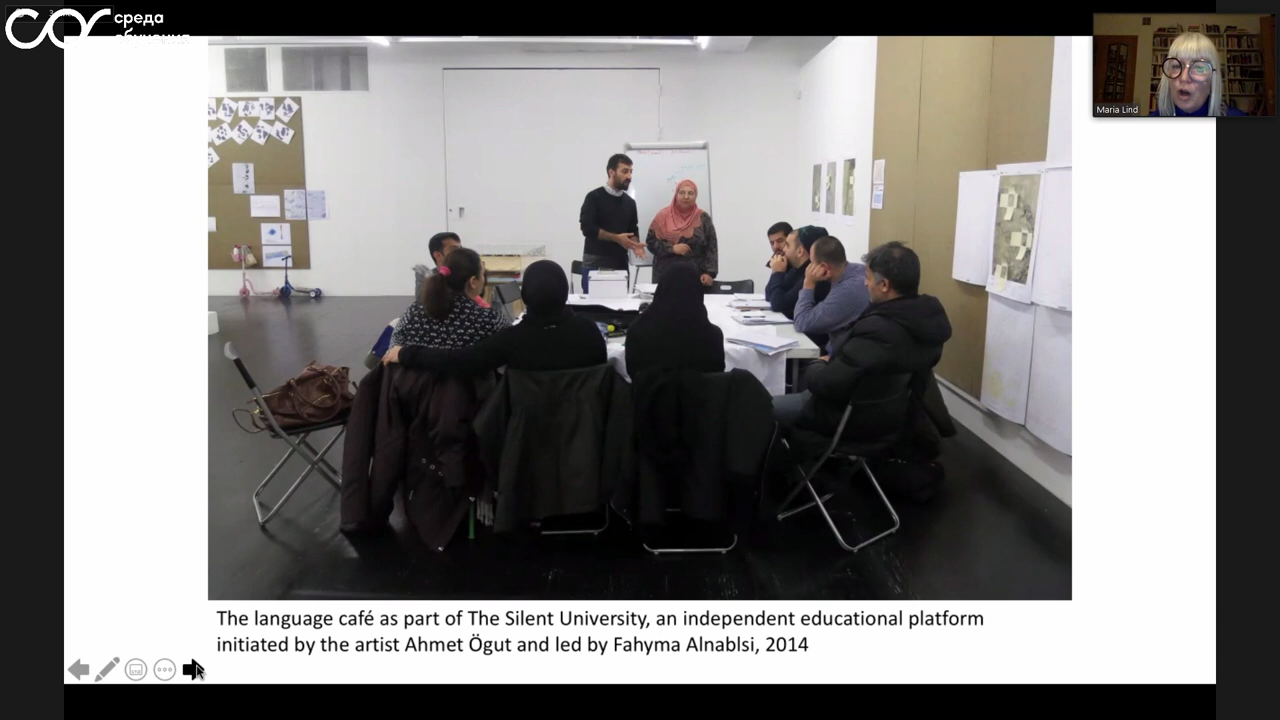 среда
обучения
Maria Lind
The language café as part of The Silent University, an independent educational platform
initiated by the artist Ahmet Ögut and led by Fahyma Alnablsi, 2014